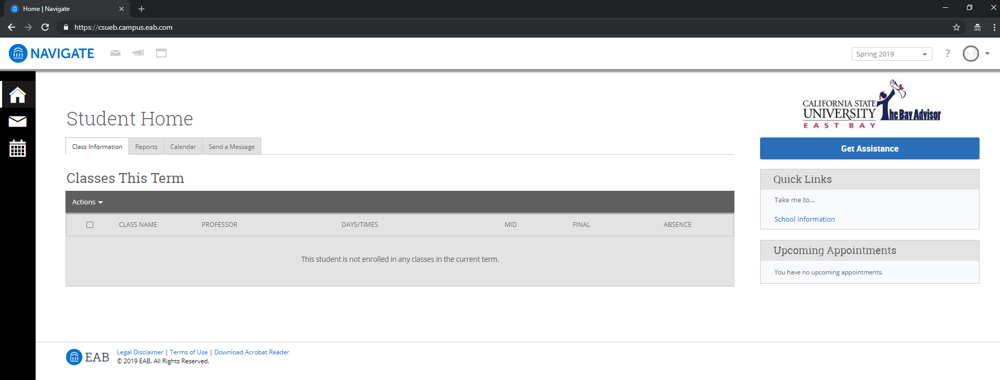 Home | Navigate
https://csueb.campus.eab.com
NAVIGATE
Spring 2019
?
CALIFORNIA STATE
UNIVERSITY
EAST BAY
The Bay Advisor
Student Home
Class Information
Reports
Calendar
Send a Message
Get Assistance
Classes This Term
Actions
CLASS NAME
PROFESSOR
DAYS/TIMES
MID
FINAL
ABSENCE
This student is not enrolled in any classes in the current term.
Quick Links
Take me to...
School Information
Upcoming Appointments
You have no upcoming appointments.
EAB
Legal Disclaimer | Terms of Use | Download Acrobat Reader
© 2019 EAB. All Rights Reserved.